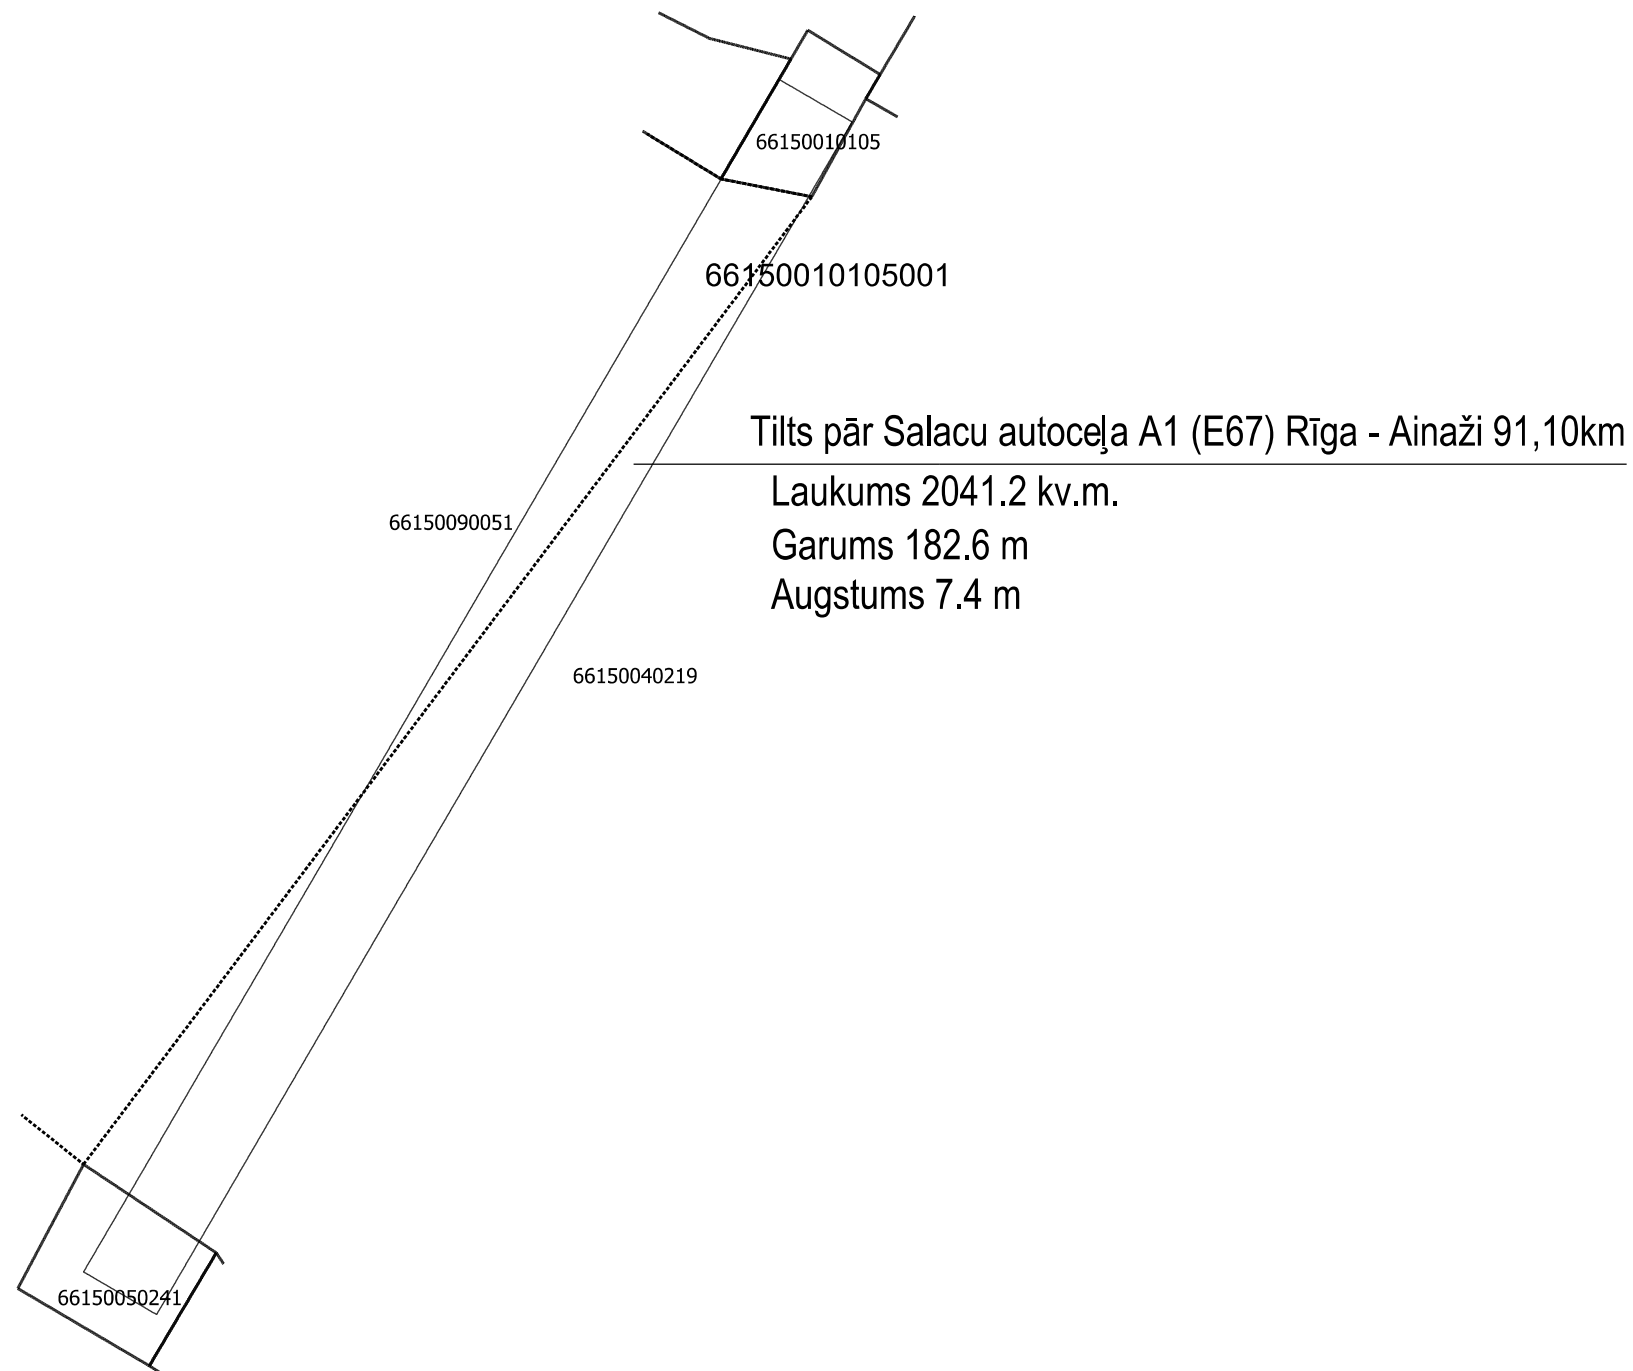 66150010105
66150010105001
Tilts pār Salacu autoceļa A1 (E67) Rīga - Ainaži 91,10km
Laukums 2041.2 kv.m.
66150090051
Garums 182.6 m
Augstums 7.4 m
66150040219
66150050241